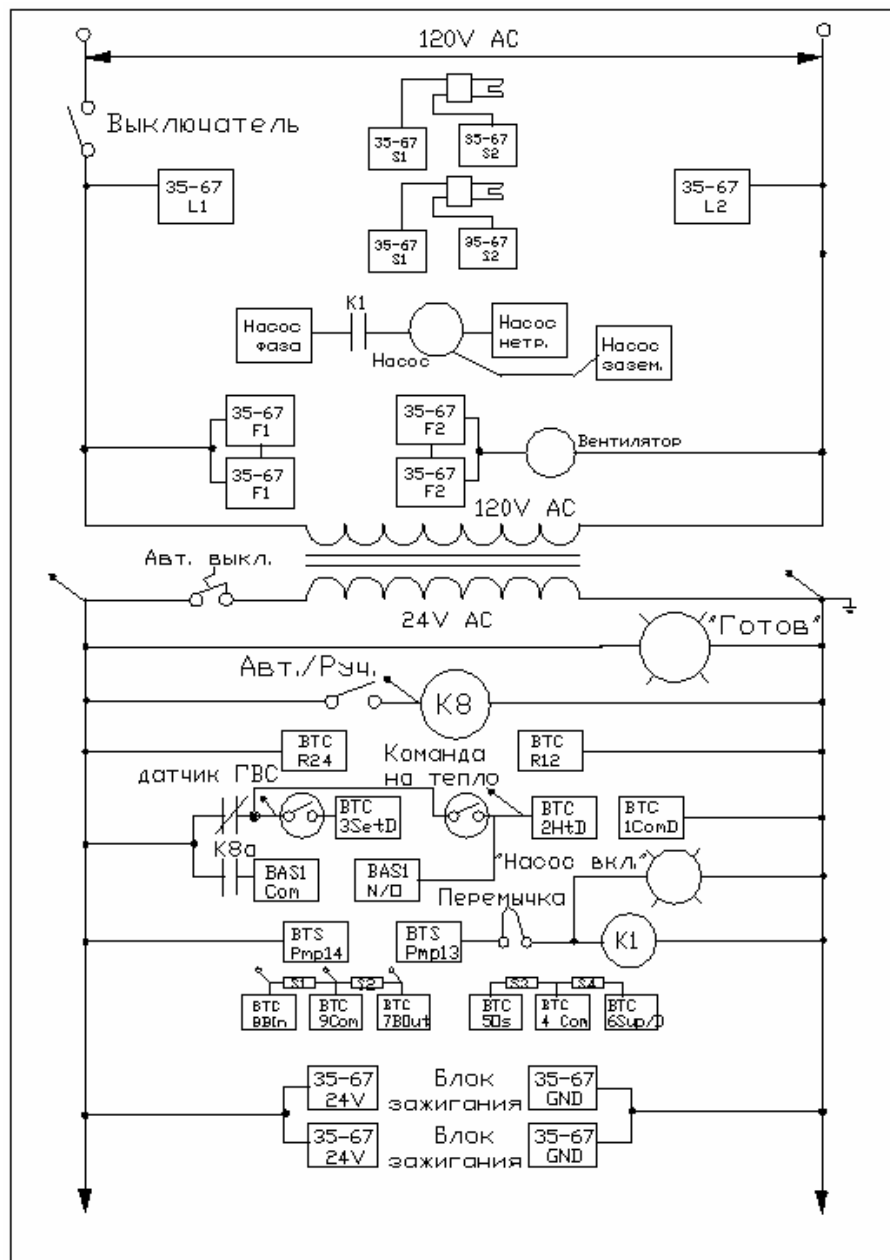 120V AC
Выключатель
35-67
S1
35-67
S2
35-67
L1
35-67
L2
35-67
S1
35-67
S2
K1
Насос
фаза
Насос
Насос
нетр.
Насос
зазем.
35-67
F1
35-67
F2
Вентилятор
35-67
F1
35-67
F2
120V AC
Авт. выкл.
24V AC
"Готов"
Авт./Руч.
K8
BTC
R24
Команда
на тепло
BTC
R12
датчик ГВС
BTC
3SetD
BTC
2HtD
BTC
1ComD
K8a
BAS1
Com
BAS1
N/O
"Насос вкл."
Перемычка
BTS
Pmp14
BTS
Pmp13
K1
S1
S2
S3
S4
BTC
8BIn
BTC
9Com
BTC
7BOut
BTC
5Os
BTC
4 Com
BTC
6Sup/D
35-67
24V
Блок
зажигания
35-67
GND
35-67
24V
Блок
зажигания
35-67
GND